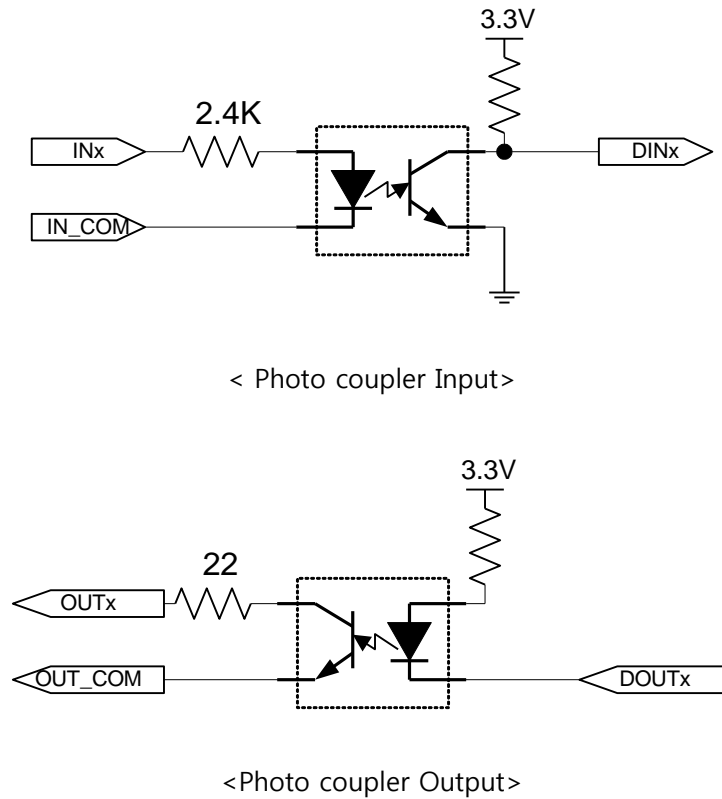 3.3V
2.4K
INx
DINx
IN_COM
< Photo coupler Input>
3.3V
22
OUTx
OUT_COM
DOUTx
<Photo coupler Output>